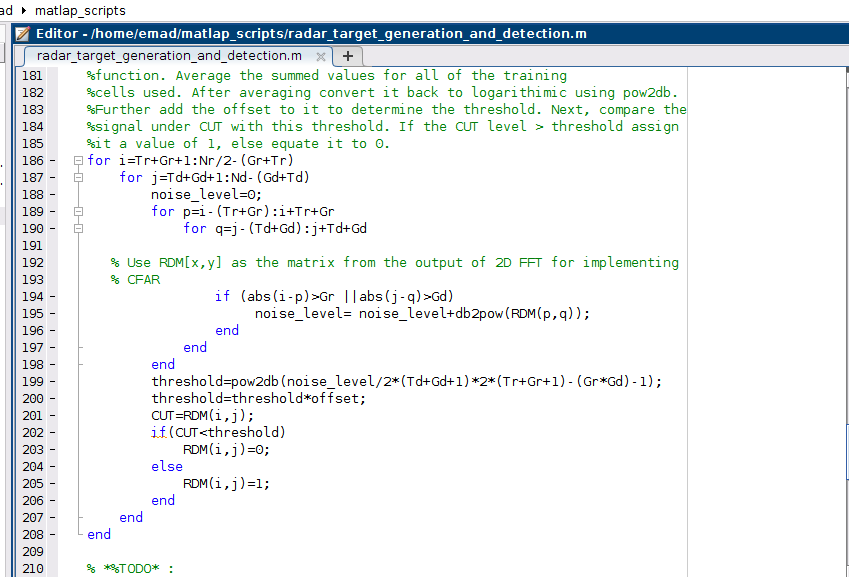 ad ▸ matlap_scripts
Editor - /home/emad/matlap_scripts/radar_target_generation_and_detection.m
radar_target_generation_and_detection.m × +
181 %function. Average the summed values for all of the training
182 %cells used. After averaging convert it back to logarithimic using pow2db.
183 %Further add the offset to it to determine the threshold. Next, compare the
184 %signal under CUT with this threshold. If the CUT level > threshold assign
185 %it a value of 1, else equate it to 0.
186 - for i=Tr+Gr+1:Nr/2-(Gr+Tr)
187 - for j=Td+Gd+1:Nd-(Gd+Td)
188 - noise_level=0;
189 - for p=i-(Tr+Gr):i+Tr+Gr
190 - for q=j-(Td+Gd):j+Td+Gd
191
192 % Use RDM[x,y] as the matrix from the output of 2D FFT for implementing
193 % CFAR
194 - if (abs(i-p)>Gr ||abs(j-q)>Gd)
195 - noise_level= noise_level+db2pow(RDM(p,q));
196 - end
197 - end
198 - end
199 - threshold=pow2db(noise_level/2*(Td+Gd+1)*2*(Tr+Gr+1)-(Gr*Gd)-1);
200 - threshold=threshold*offset;
201 - CUT=RDM(i,j);
202 - if(CUT<threshold)
203 - RDM(i,j)=0;
204 - else
205 - RDM(i,j)=1;
206 - end
207 - end
208 - end
209
210 % *%TODO* :